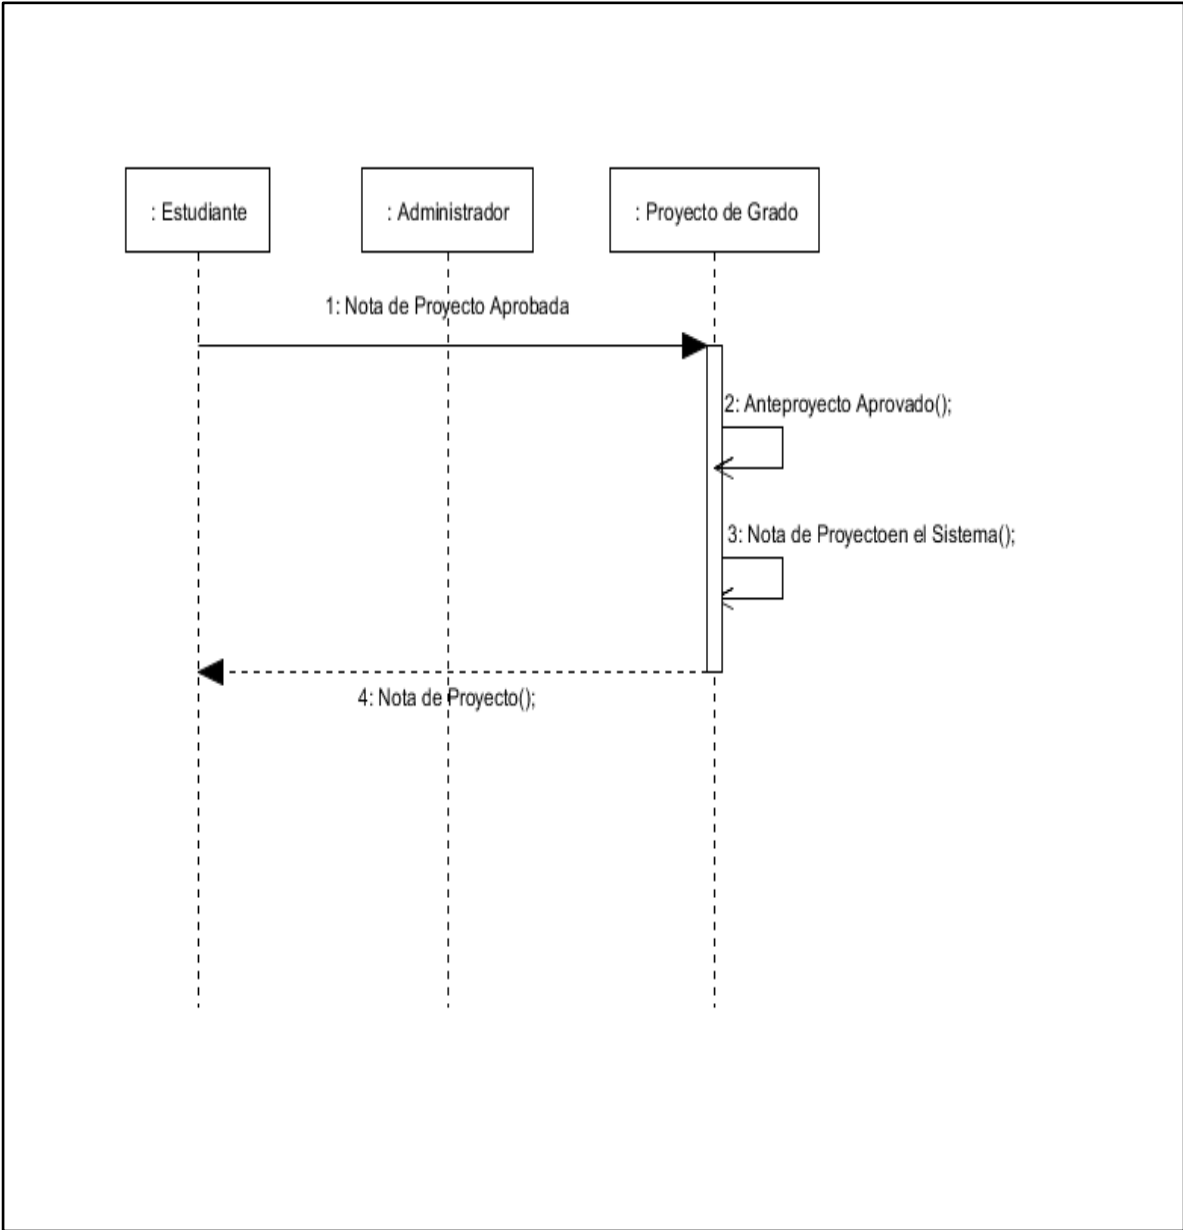 : Estudiante
: Administrador
: Proyecto de Grado
1: Nota de Proyecto Aprobada
2: Anteproyecto Aprovado();
3: Nota de Proyectoen el Sistema();
4: Nota de Proyecto();